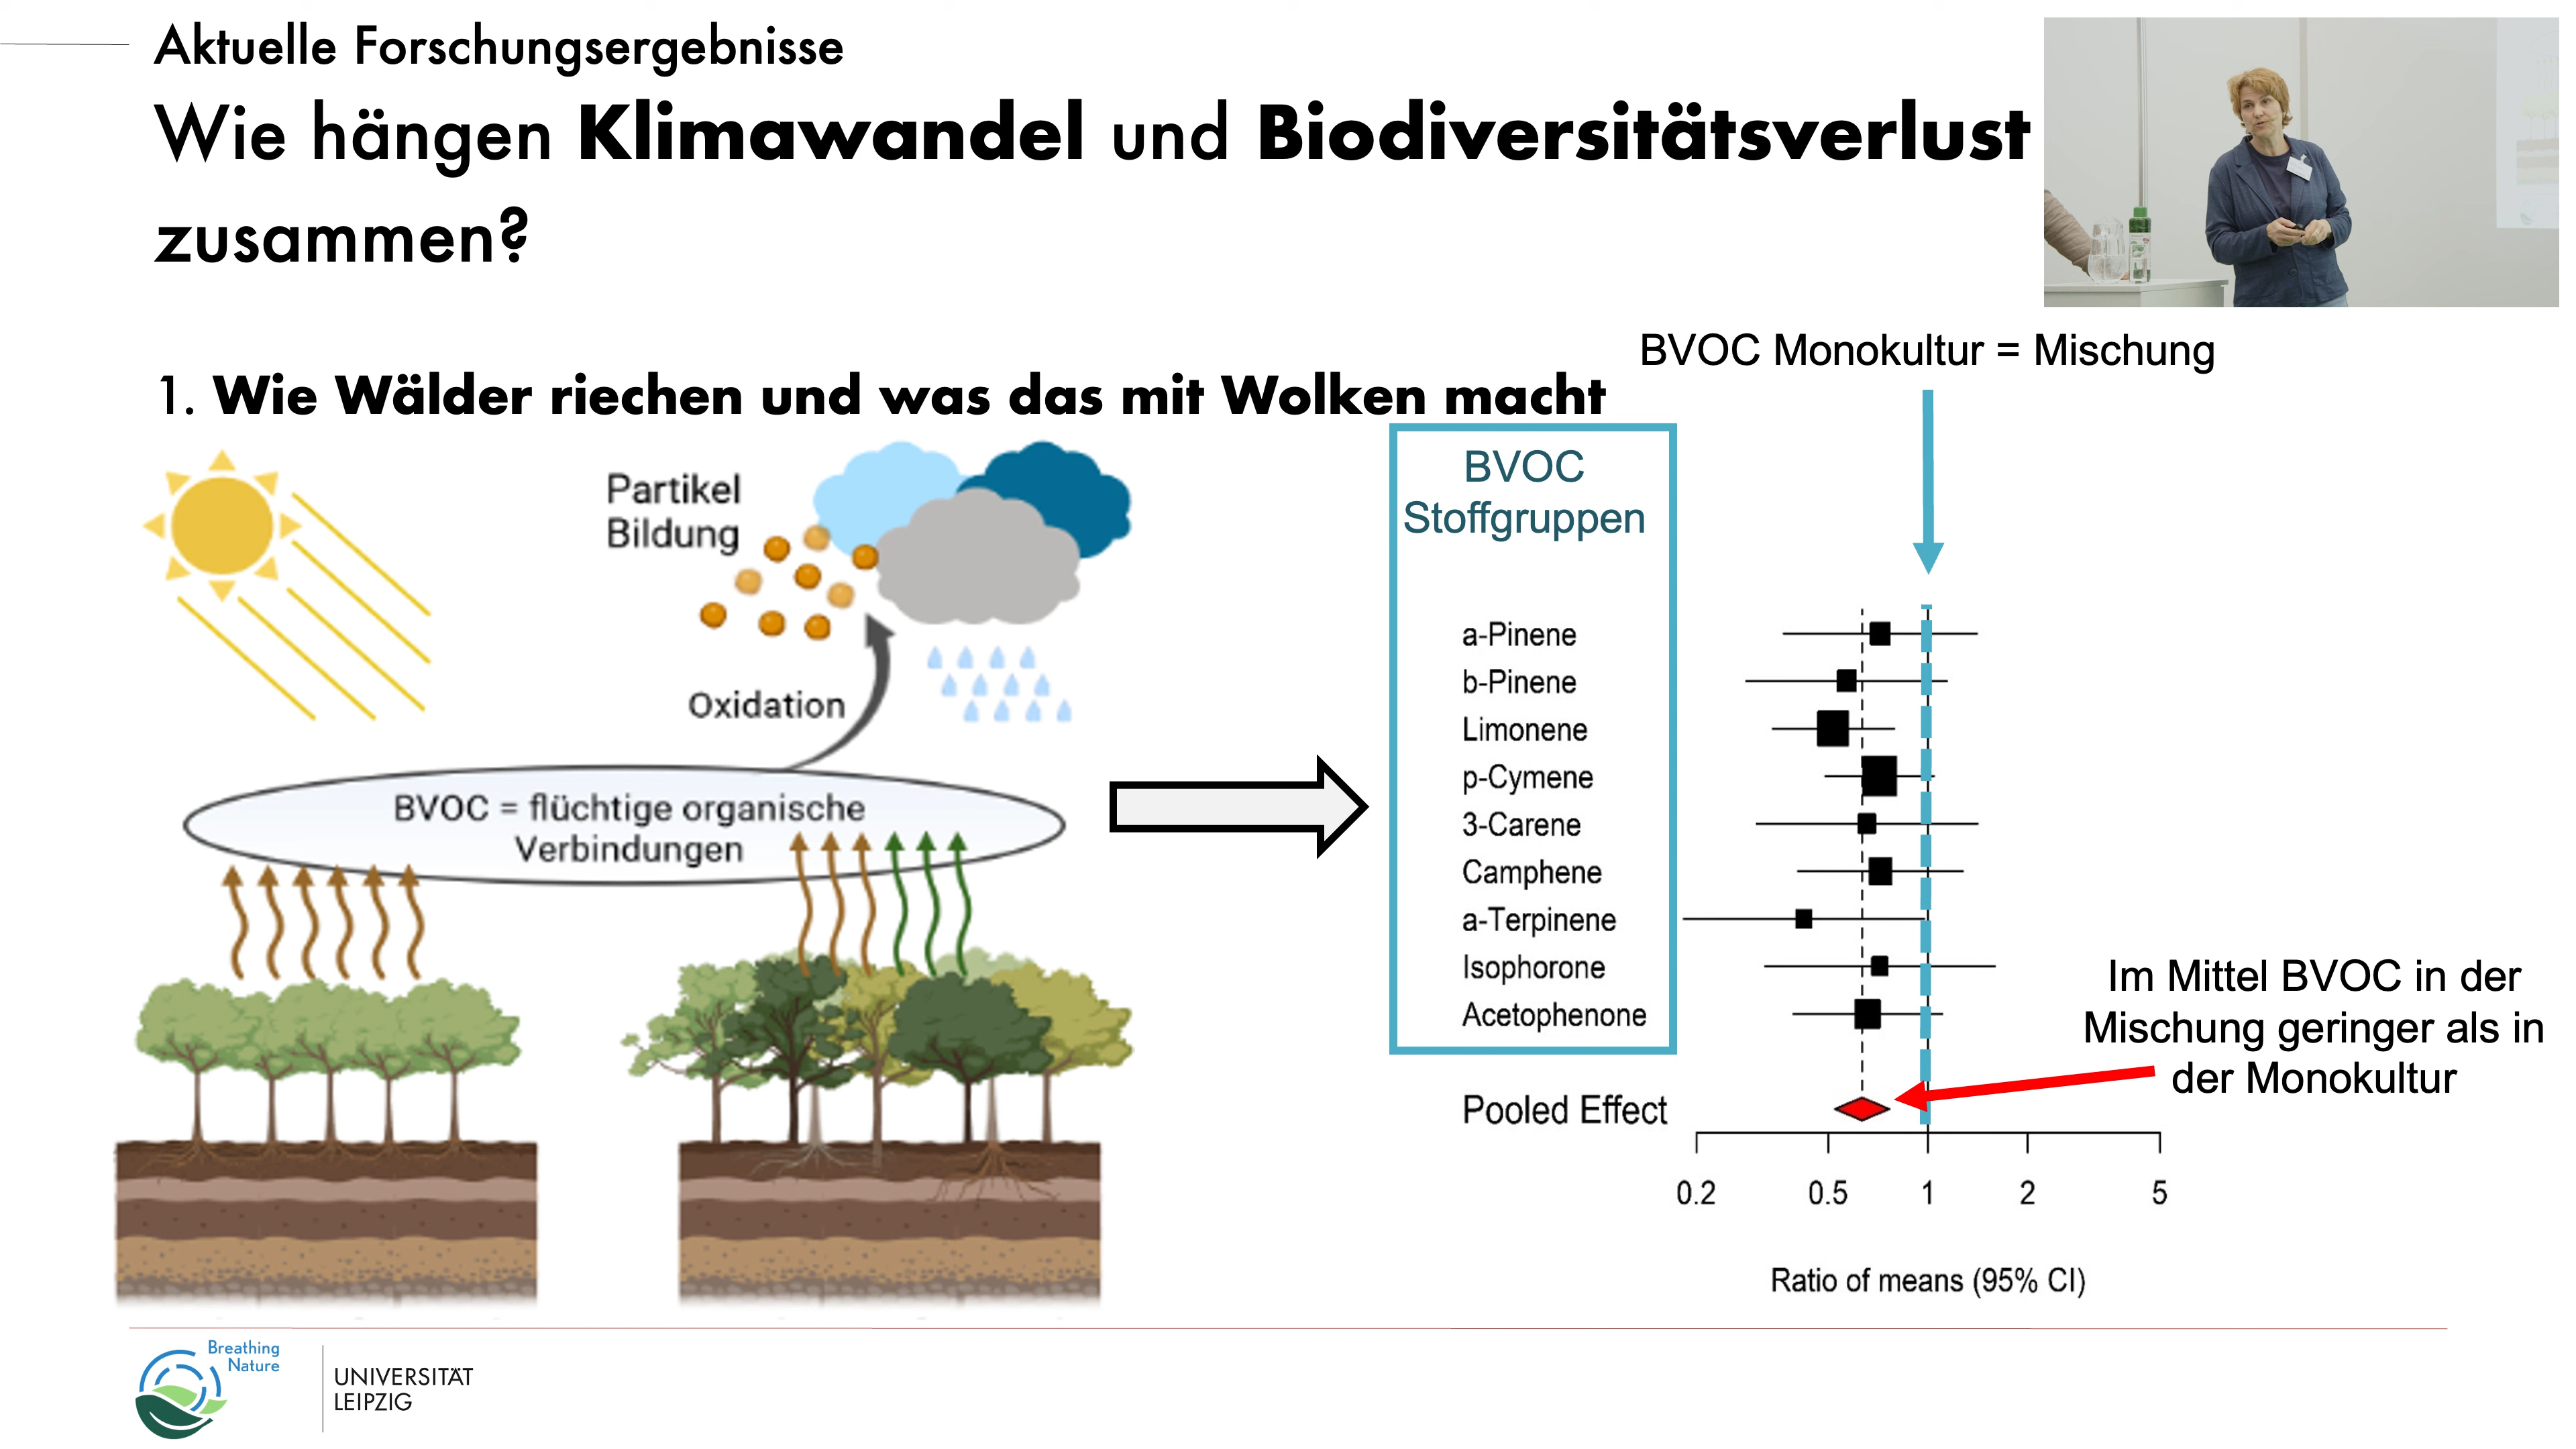 Aktuelle Forschungsergebnisse
Wie hängen Klimawandel und Biodiversitätsverlust
zusammen?
1. Wie Wälder riechen und was das mit Wolken macht
Partikel
Bildung
Oxidation
BVOC = flüchtige organische
Verbindungen
BVOC Monokultur = Mischung
BVOC
Stoffgruppen
a-Pinene
b-Pinene
Limonene
p-Cymene
3-Carene
Camphene
a-Terpinene
Isophorone
Acetophenone
Pooled Effect
Im Mittel BVOC in der
Mischung geringer als in
der Monokultur
0.2 0.5 1 2 5
Ratio of means (95% CI)
Breathing
Nature
UNIVERSITÄT
LEIPZIG